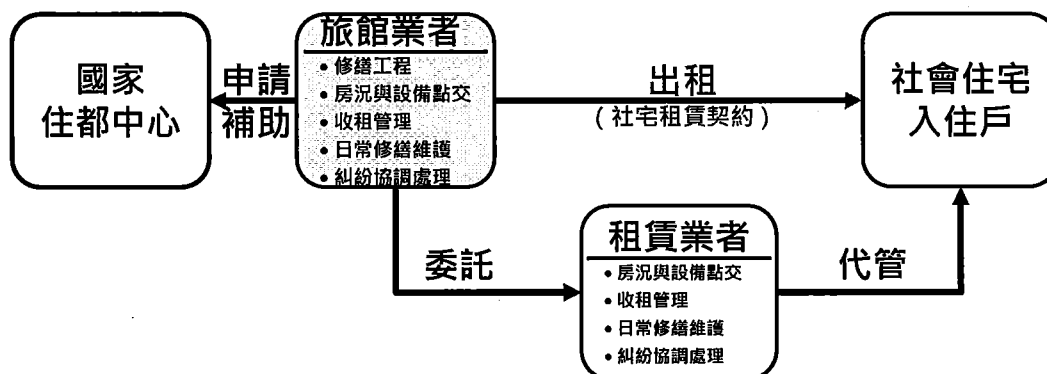 國家
住都中心
申請
補助
旅館業者
• 修繕工程
• 房況與設備點交
• 收租管理
• 日常修繕維護
• 糾紛協調處理
出租
(社宅租賃契約)
社會住宅
入住戶
委託
租賃業者
• 房況與設備點交
• 收租管理
• 日常修繕維護
• 糾紛協調處理
代管